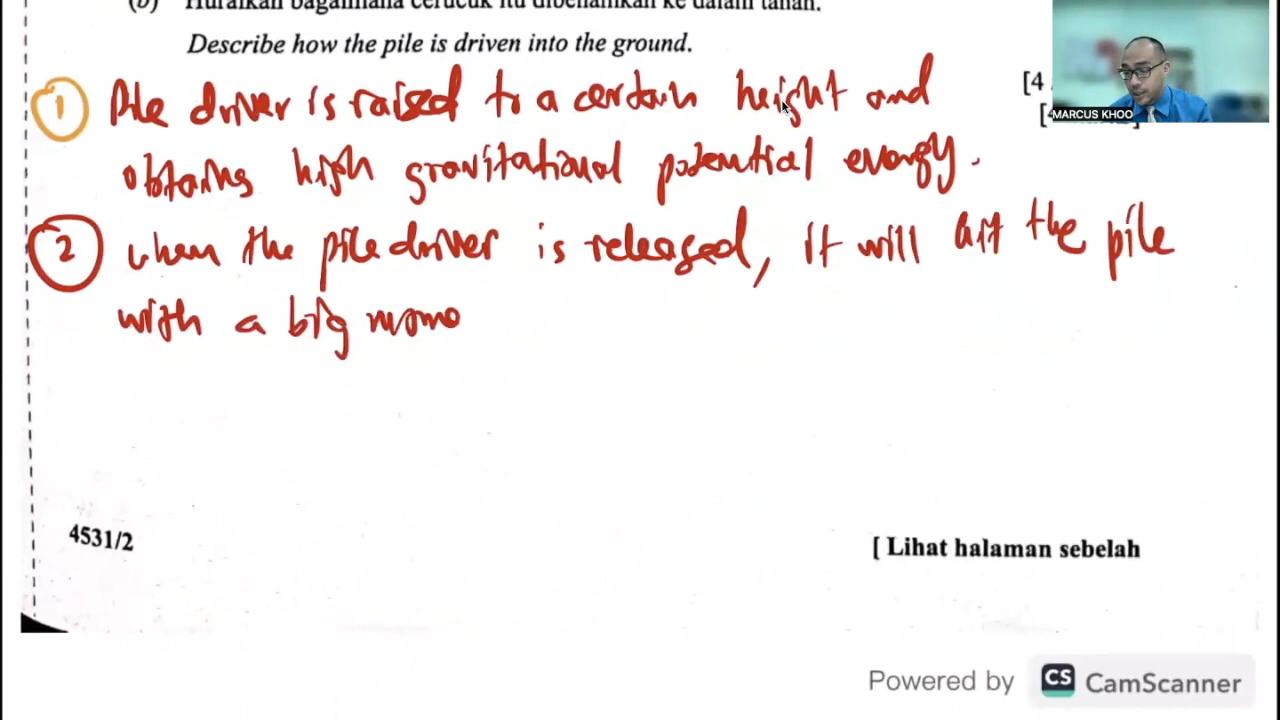 (b) Huraikan bagaimana cerucuk itu dibenamkan ke dalam tanah.
Describe how the pile is driven into the ground.
[4
[4
MARCUS KHOO
① Pile driver is raised to a certain height and
obtains high gravitational potential energy.
② when the pile driver is released, it will hit the pile
with a big momo
4531/2
[ Lihat halaman sebelah
Powered by CS CamScanner